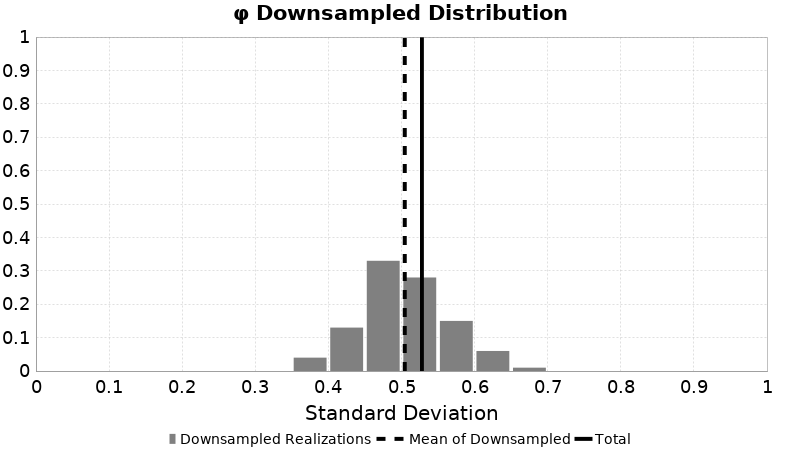 φ Downsampled Distribution
1
0.9
0.8
0.7
0.6
0.5
0.4
0.3
0.2
0.1
0
0 0.1 0.2 0.3 0.4 0.5 0.6 0.7 0.8 0.9 1
Standard Deviation
Downsampled Realizations Mean of Downsampled Total